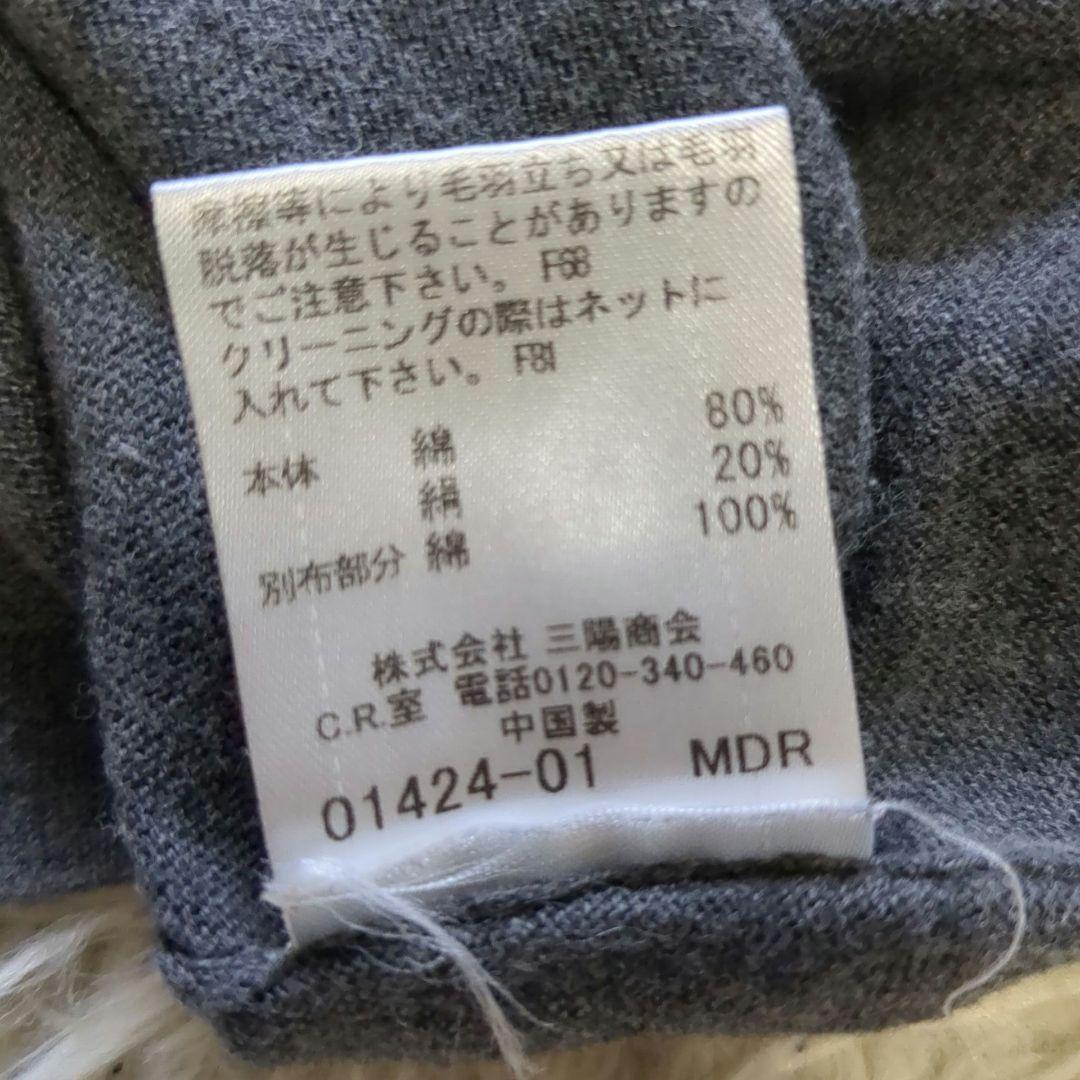 摩擦等により毛羽立ち又は毛羽
脱落が生じることがありますの
でご注意下さい。 F68
クリーニングの際はネットに
入れて下さい。 F81
本体 綿 80%
絹 20%
別布部分 綿 100%
株式会社 三陽商会
C.R.室 電話0120-340-460
中国製
01424-01 MDR